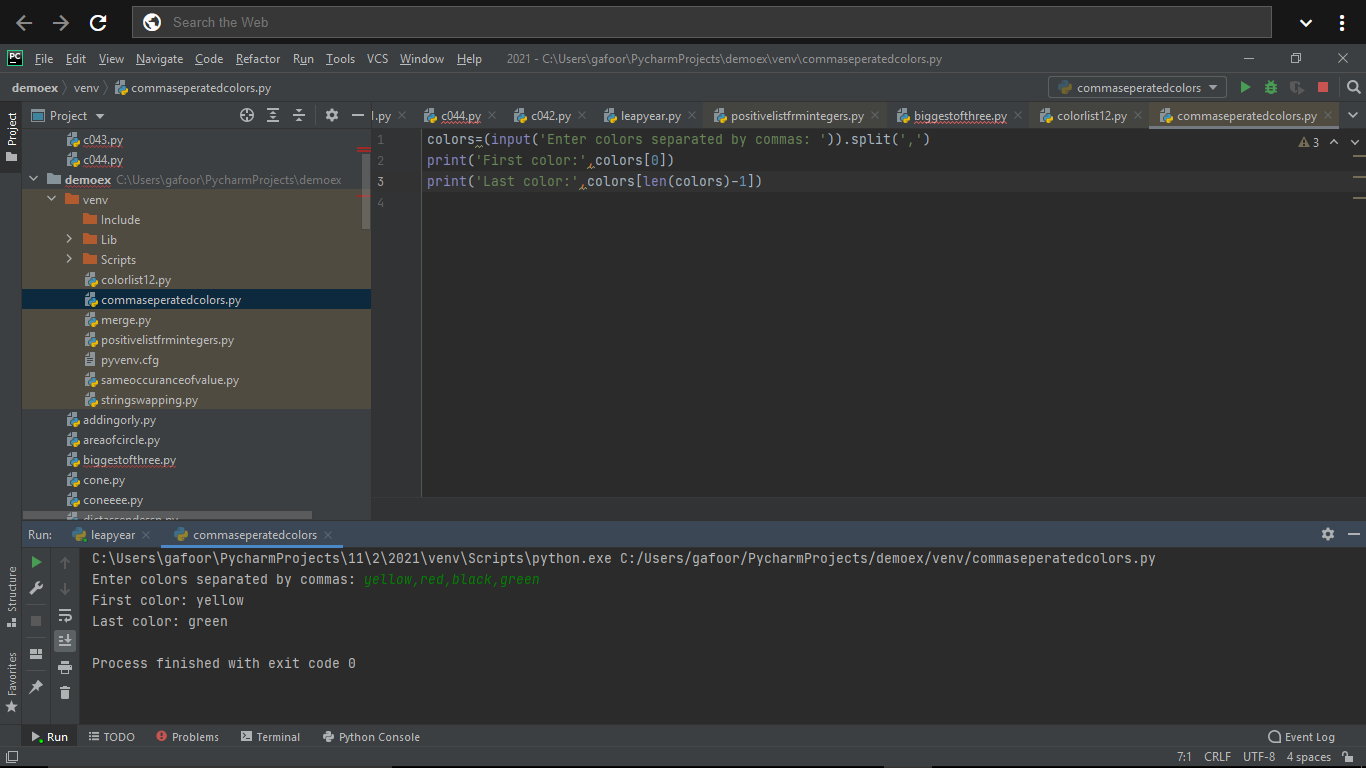 Search the Web
PC File Edit View Navigate Code Refactor Run Tools VCS Window Help 2021 - C:\Users\gafoor\PycharmProjects\demoex\venv\commaseperatedcolors.py
demoex venv commaseperatedcolors.py commaseperatedcolors
Project Project 1.py c044.py c042.py leapyear.py positivelistfrmintegers.py biggestofthree.py colorlist12.py commaseperatedcolors.py
c043.py
c044.py
demoex C:\Users\gafoor\PycharmProjects\demoex
venv
Include
Lib
Scripts
colorlist12.py
commaseperatedcolors.py
merge.py
positivelistfrmintegers.py
pyvenv.cfg
sameoccuranceofvalue.py
stringswapping.py
addingorly.py
areaofcircle.py
biggestofthree.py
cone.py
coneeee.py
1 colors=(input('Enter colors separated by commas: ')).split(',')
2 print('First color:',colors[0])
3 print('Last color:',colors[len(colors)-1])
4
3
Run: leapyear commaseperatedcolors
C:\Users\gafoor\PycharmProjects\11\2\2021\venv\Scripts\python.exe C:/Users/gafoor/PycharmProjects/demoex/venv/commaseperatedcolors.py
Enter colors separated by commas: yellow,red,black,green
First color: yellow
Last color: green
Process finished with exit code 0
Structure
Favorites
Run TODO Problems Terminal Python Console Event Log
7:1 CRLF UTF-8 4 spaces